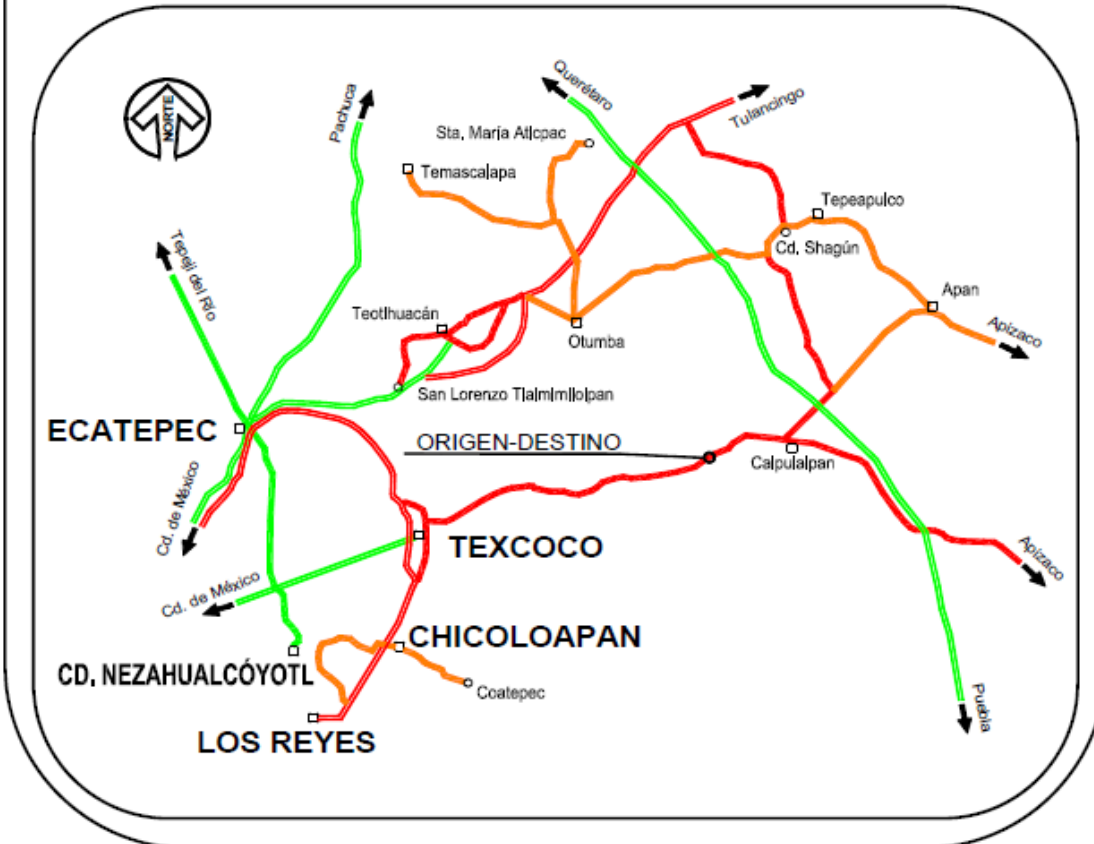 NORTE
Pachuca
Querétaro
Tulancingo
Sta. María Atlcpac
Temascalapa
Tepeapulco
Cd. Shagún
Tepeji del Río
Teotlhuacán
Otumba
Apan
Apizaco
San Lorenzo Tlalmlmllolpan
ECATEPEC
ORIGEN-DESTINO
Calpulalpan
Cd. de México
TEXCOCO
Apizaco
Cd. de México
CHICOLOAPAN
CD. NEZAHUALCÓYOTL
Coatepec
Puebla
LOS REYES